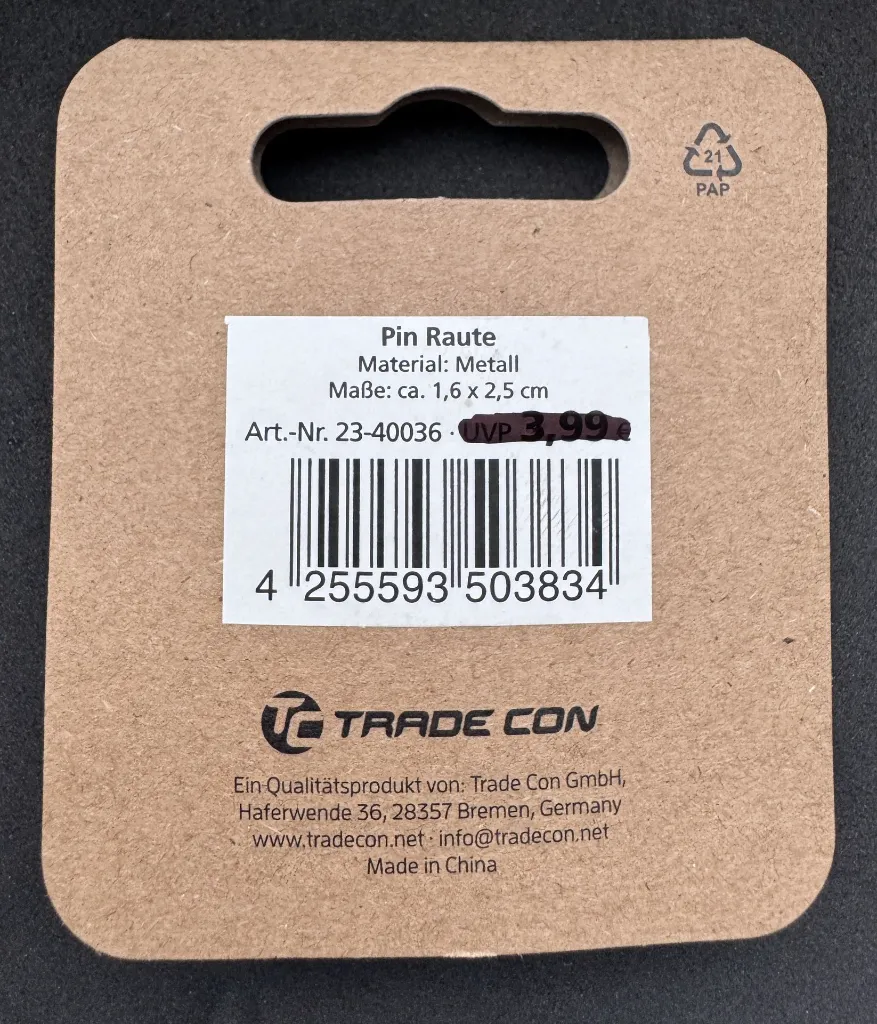 21
PAP
Pin Raute
Material: Metall
Maße: ca. 1,6 x 2,5 cm
Art.-Nr. 23-40036 · UVP 3,99 €
4 255593 503834
TC TRADE CON
Ein Qualitätsprodukt von: Trade Con GmbH,
Haferwende 36, 28357 Bremen, Germany
www.tradecon.net · info@tradecon.net
Made in China